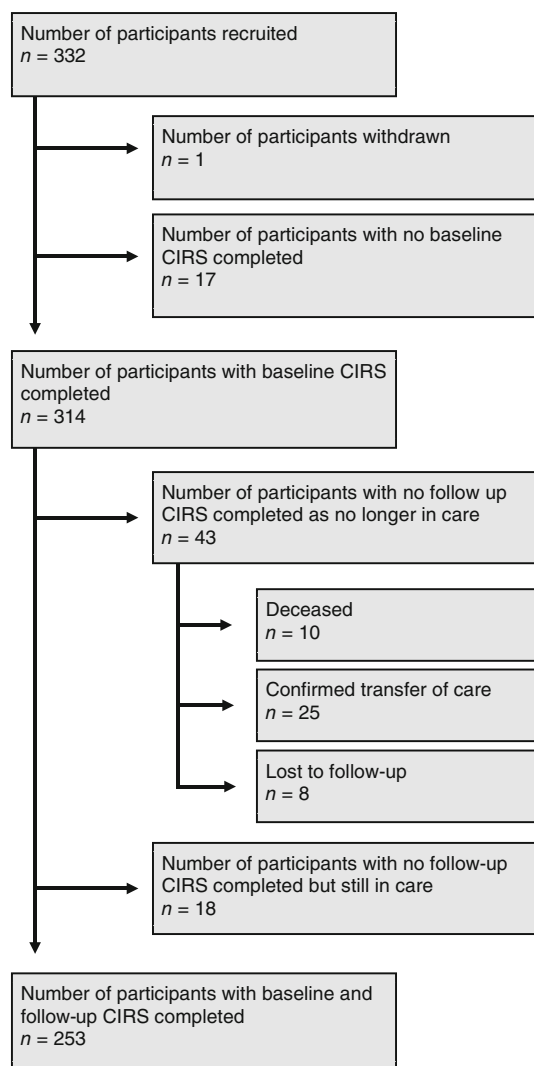 Number of participants recruited
n = 332
Number of participants withdrawn
n = 1
Number of participants with no baseline
CIRS completed
n = 17
Number of participants with baseline CIRS
completed
n = 314
Number of participants with no follow up
CIRS completed as no longer in care
n = 43
Deceased
n = 10
Confirmed transfer of care
n = 25
Lost to follow-up
n = 8
Number of participants with no follow-up
CIRS completed but still in care
n = 18
Number of participants with baseline and
follow-up CIRS completed
n = 253